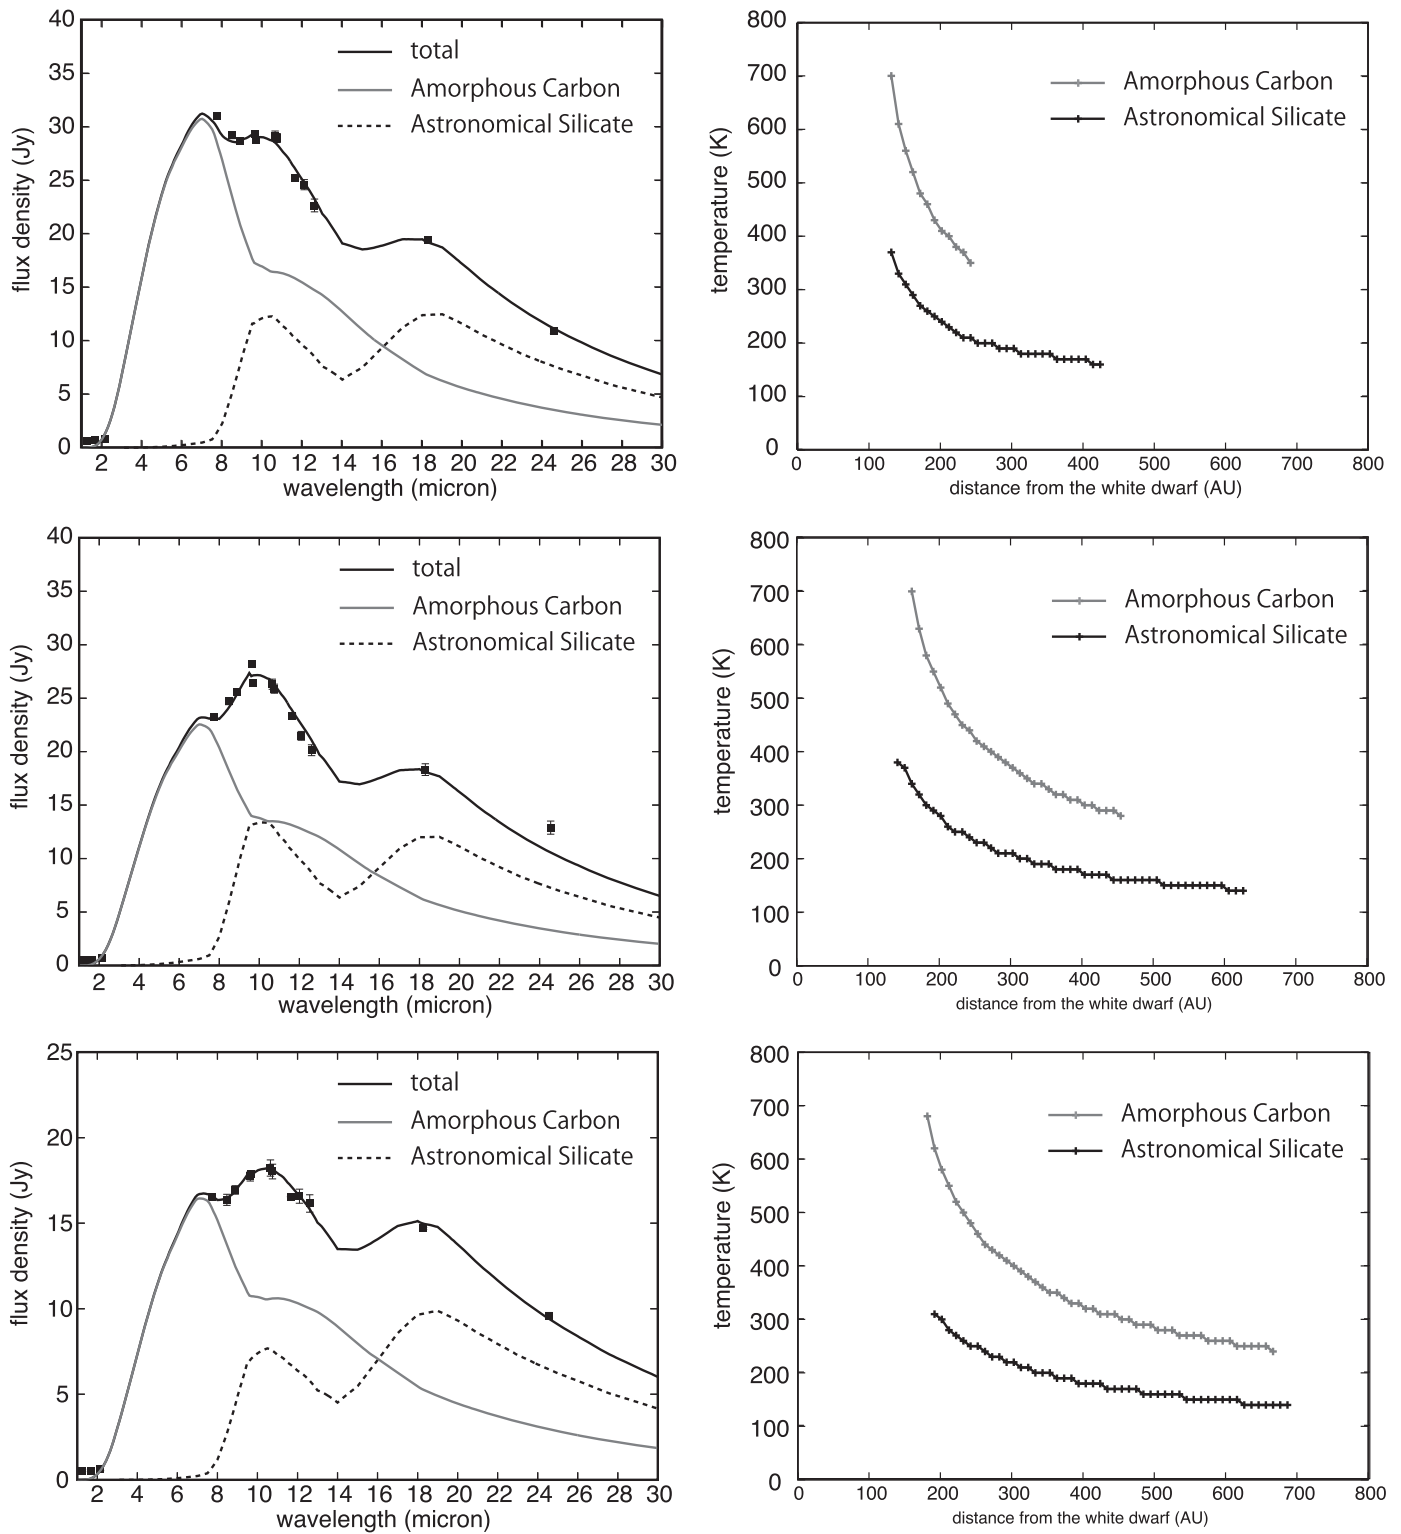 40
35
30
25
20
15
10
5
0
flux density (Jy)
total
Amorphous Carbon
Astronomical Silicate
2 4 6 8 10 12 14 16 18 20 22 24 26 28 30
wavelength (micron)
800
700
600
500
400
300
200
100
0
temperature (K)
Amorphous Carbon
Astronomical Silicate
0 100 200 300 400 500 600 700 800
distance from the white dwarf (AU)
40
35
30
25
20
15
10
5
0
flux density (Jy)
total
Amorphous Carbon
Astronomical Silicate
2 4 6 8 10 12 14 16 18 20 22 24 26 28 30
wavelength (micron)
800
700
600
500
400
300
200
100
0
temperature (K)
Amorphous Carbon
Astronomical Silicate
0 100 200 300 400 500 600 700 800
distance from the white dwarf (AU)
25
20
15
10
5
0
flux density (Jy)
total
Amorphous Carbon
Astronomical Silicate
2 4 6 8 10 12 14 16 18 20 22 24 26 28 30
wavelength (micron)
800
700
600
500
400
300
200
100
0
temperature (K)
Amorphous Carbon
Astronomical Silicate
0 100 200 300 400 500 600 700 800
distance from the white dwarf (AU)